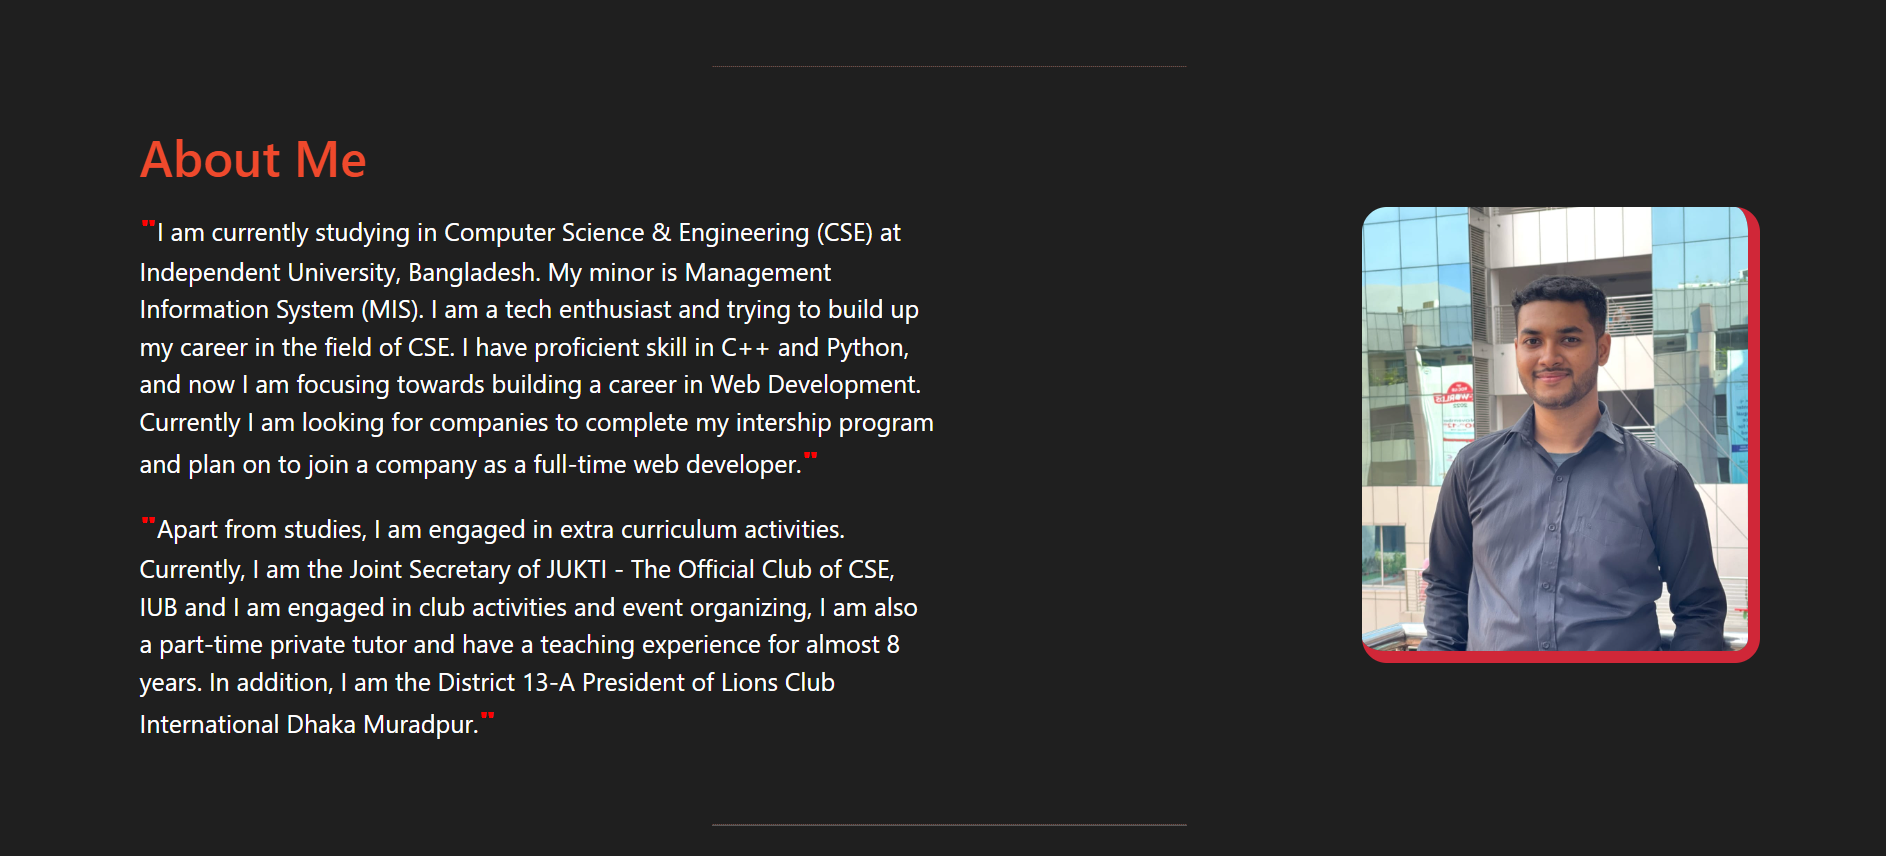 About Me
"I am currently studying in Computer Science & Engineering (CSE) at
Independent University, Bangladesh. My minor is Management
Information System (MIS). I am a tech enthusiast and trying to build up
my career in the field of CSE. I have proficient skill in C++ and Python,
and now I am focusing towards building a career in Web Development.
Currently I am looking for companies to complete my intership program
and plan on to join a company as a full-time web developer."
"Apart from studies, I am engaged in extra curriculum activities.
Currently, I am the Joint Secretary of JUKTI - The Official Club of CSE,
IUB and I am engaged in club activities and event organizing, I am also
a part-time private tutor and have a teaching experience for almost 8
years. In addition, I am the District 13-A President of Lions Club
International Dhaka Muradpur."